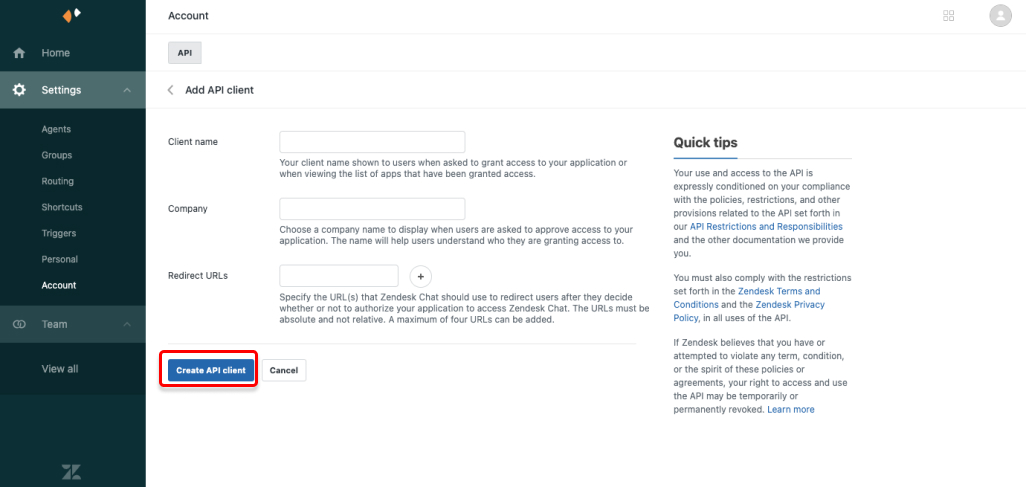 Account
Home
API
Settings
Add API client
Agents
Groups
Routing
Shortcuts
Triggers
Personal
Account
Team
View all
Client name
Your client name shown to users when asked to grant access to your application or
when viewing the list of apps that have been granted access.
Company
Choose a company name to display when users are asked to approve access to your
application. The name will help users understand who they are granting access to.
Redirect URLs
+
Specify the URL(s) that Zendesk Chat should use to redirect users after they decide
whether or not to authorize your application to access Zendesk Chat. The URLs must be
absolute and not relative. A maximum of four URLs can be added.
Create API client
Cancel
Quick tips
Your use and access to the API is
expressly conditioned on your compliance
with the policies, restrictions, and other
provisions related to the API set forth in
our API Restrictions and Responsibilities
and the other documentation we provide
you.
You must also comply with the restrictions
set forth in the Zendesk Terms and
Conditions and the Zendesk Privacy
Policy, in all uses of the API.
If Zendesk believes that you have or
attempted to violate any term, condition,
or the spirit of these policies or
agreements, your right to access and use
the API may be temporarily or
permanently revoked. Learn more